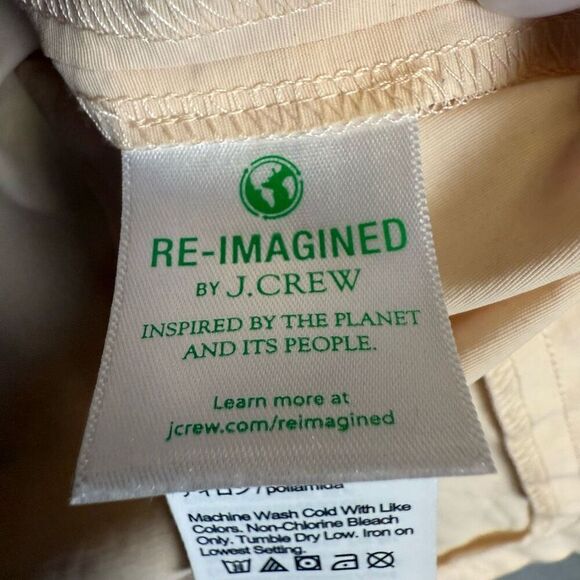 RE-IMAGINED
BY J.CREW
INSPIRED BY THE PLANET
AND ITS PEOPLE.
Learn more at
jcrew.com/reimagined
/poliamida
Machine Wash Cold With Like
Colors. Non-Chlorine Bleach
Only. Tumble Dry Low. Iron on
Lowest Setting.